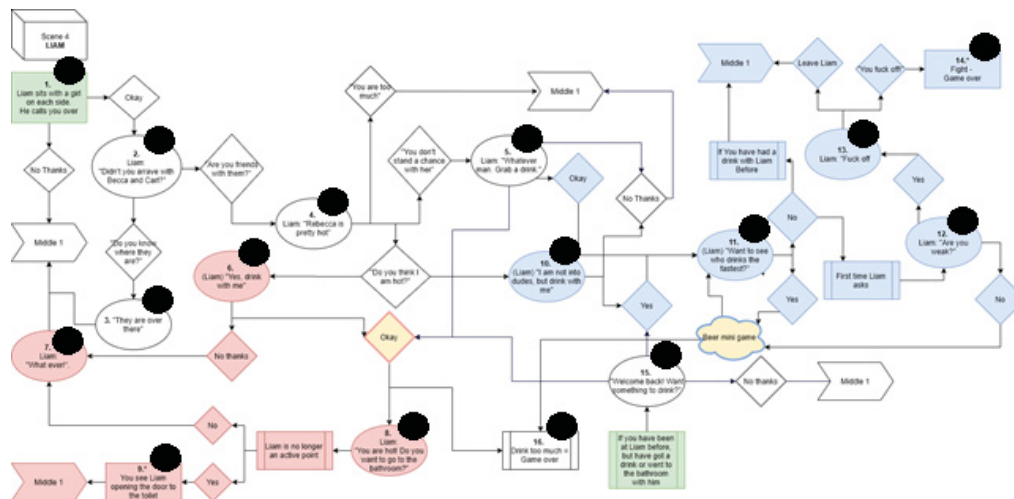 Scene 4
LIAM
1.
Liam sits with a girl
on each side.
He calls you over
Okay
No Thanks
Middle 1
2.
Liam:
"Didn't you arrave with
Becca and Carl?"
"Are you friends
with them?"
"Do you know
where they
are?"
3. "They are over
there"
4.
Liam: "Rebecca is
pretty hot"
"You are too
much"
"You don't
stand a chance
with her"
Middle 1
5.
Liam: "Whatever
man. Grab a drink."
Okay
No Thanks
"Do you think I
am hot?"
6.
(Liam) "Yes, drink
with me"
No thanks
Okay
7.
Liam:
"What ever!".
8.
Liam:
"You are hot! Do you
want to go to the
bathroom?"
Liam is no longer
an active point
No
Yes
9.*
You see Liam
opening the door to
the toilet
Middle 1
10.
(Liam) "I am not into
dudes, but drink with
me"
Yes
11.
(Liam) "Want to see
who drinks the
fastest?"
No
Yes
If You have had a
drink with Liam
Before
Middle 1
Leave Liam
"You fuck off!"
14.*
Fight -
Game over
13.
Liam: "Fuck off
Yes
12.
Liam: "Are you
weak?"
No
First time Liam
asks
Beer mini game
15.
"Welcome back! Want
something to drink?"
No thanks
Middle 1
If you have been
at Liam before,
but have got a
drink or went to
the bathroom
with him
16.
Drink too much =
Game over